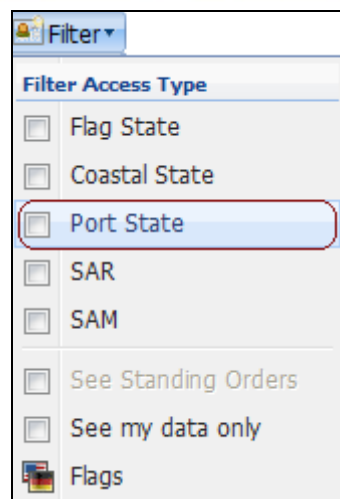 Filter
Filter Access Type
Flag State
Coastal State
Port State
SAR
SAM
See Standing Orders
See my data only
Flags